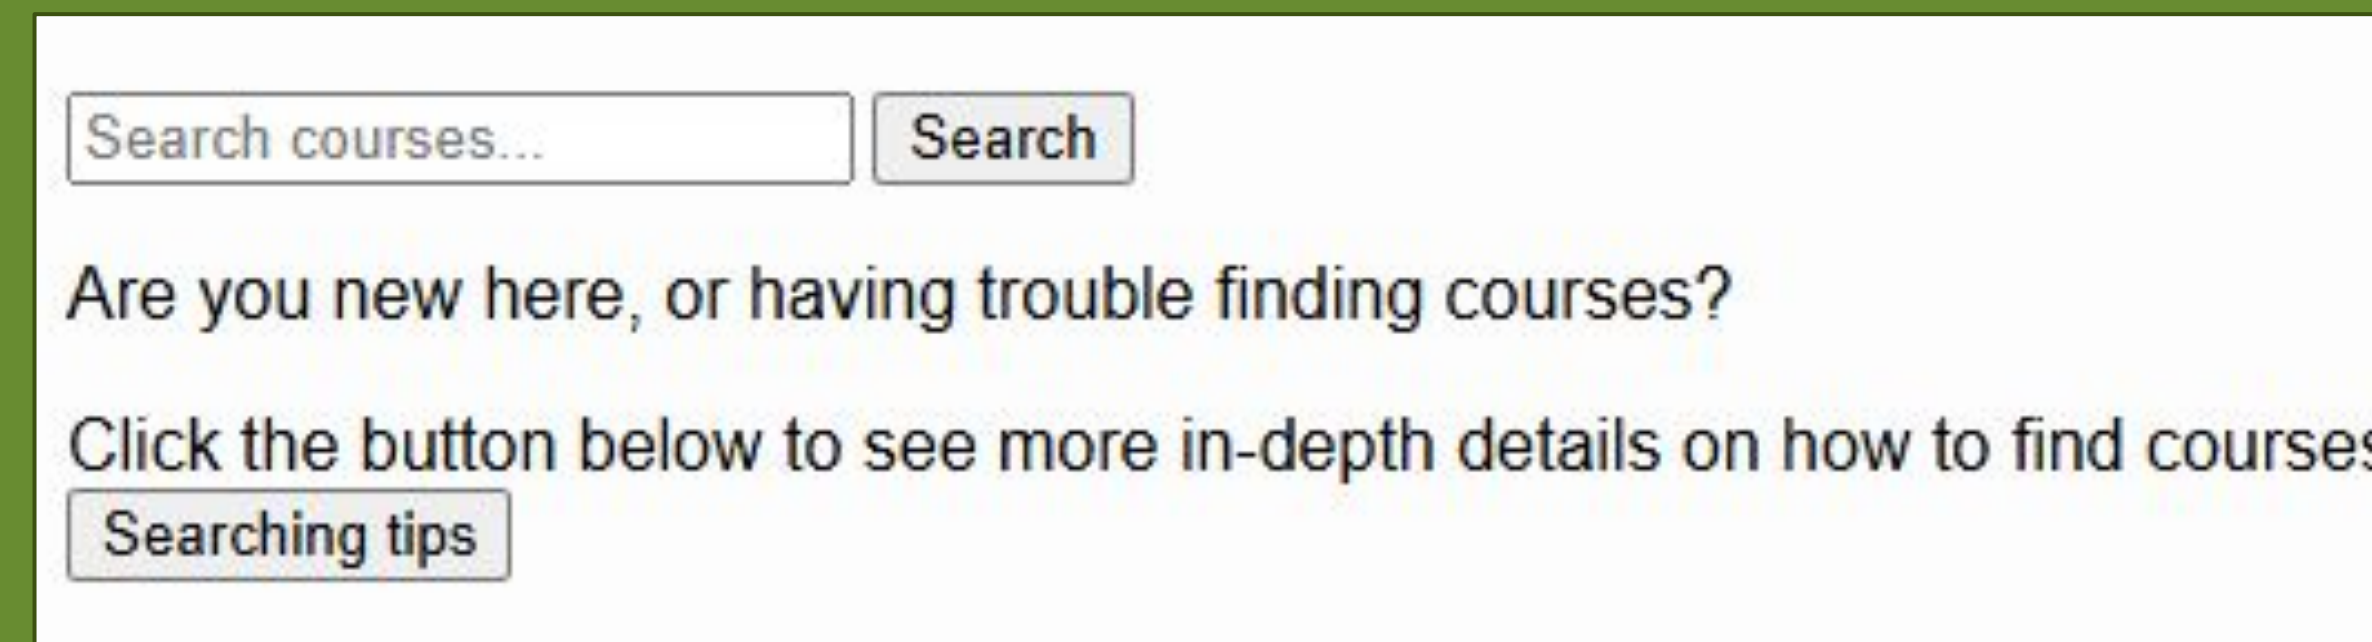 Search courses... Search
Are you new here, or having trouble finding courses?
Click the button below to see more in-depth details on how to find courses
Searching tips